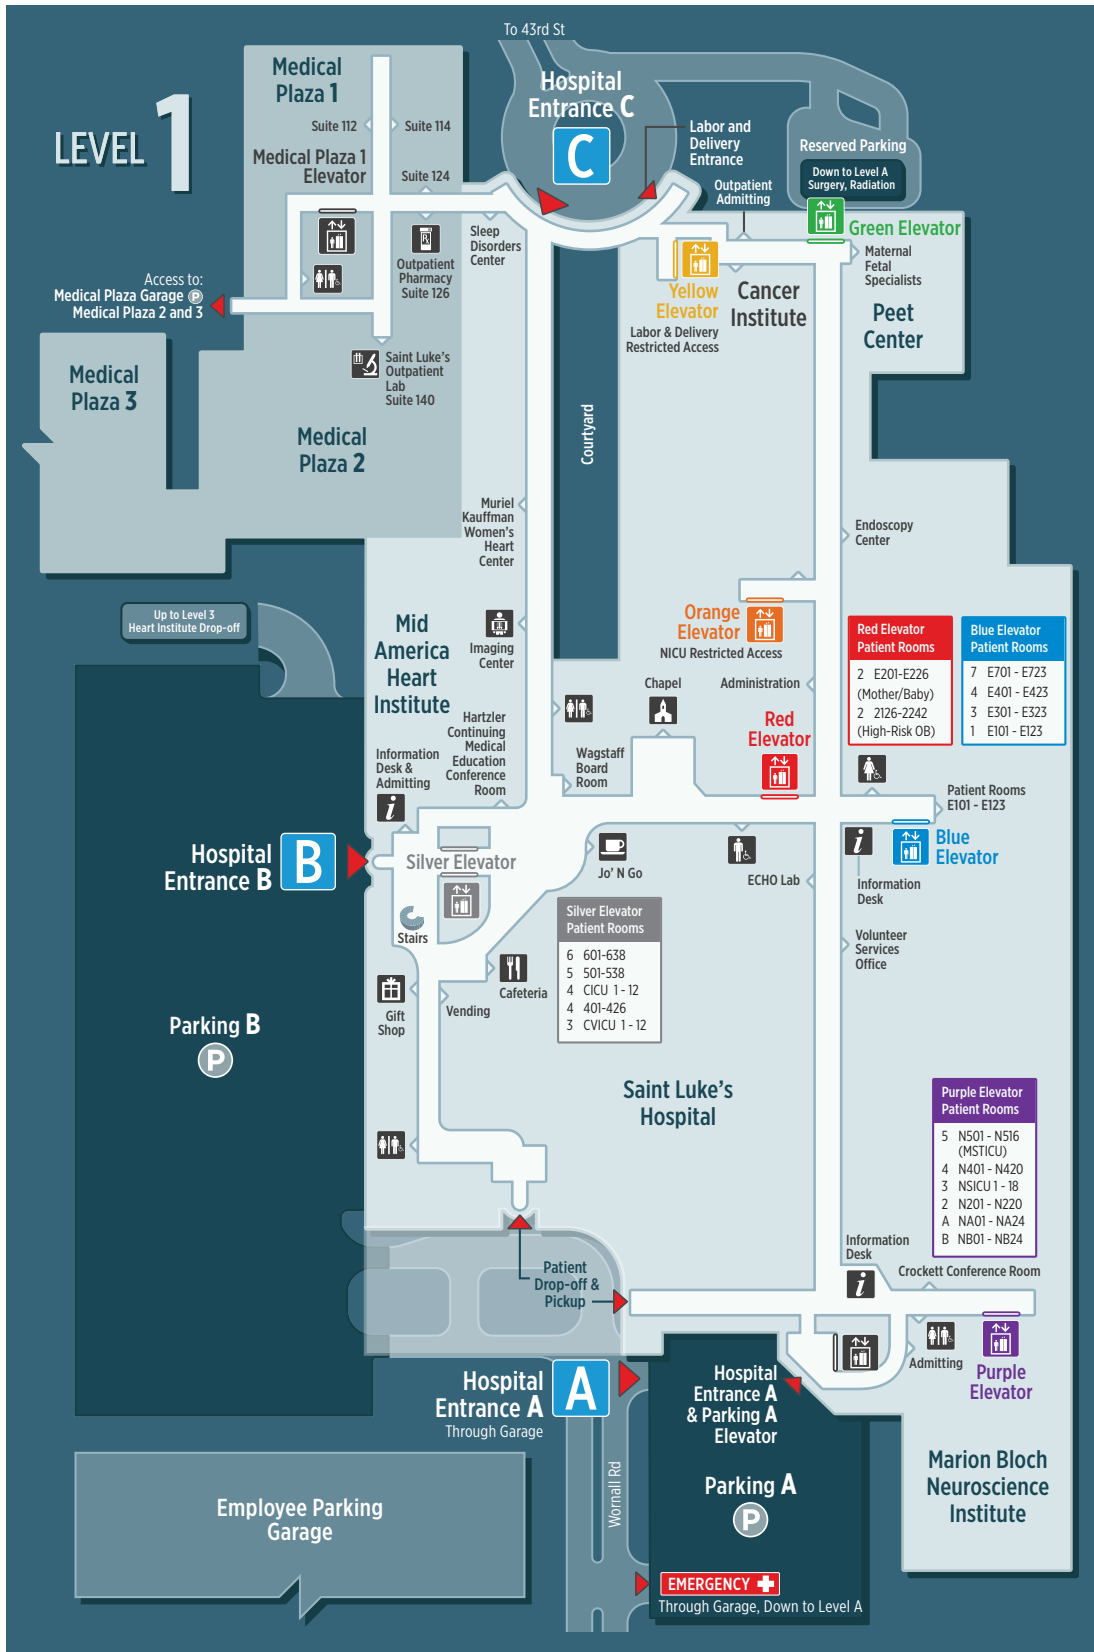 To 43rd St
LEVEL 1
Medical
Plaza 1
Suite 112
Suite 114
Medical Plaza 1
Elevator
Suite 124
Hospital
Entrance C
C
Labor and
Delivery
Entrance
Outpatient
Admitting
Reserved Parking
Down to Level A
Surgery, Radiation
Green Elevator
Maternal
Fetal
Specialists
Peet
Center
Sleep
Disorders
Center
Outpatient
Pharmacy
Suite 126
Access to:
Medical Plaza Garage P
Medical Plaza 2 and 3
Yellow
Elevator
Labor & Delivery
Restricted Access
Cancer
Institute
Saint Luke's
Outpatient
Lab
Suite 140
Medical
Plaza 3
Medical
Plaza 2
Courtyard
Muriel
Kauffman
Women's
Heart
Center
Endoscopy
Center
Up to Level 3
Heart Institute Drop-off
Mid
America
Heart
Institute
Imaging
Center
Orange
Elevator
NICU Restricted Access
Red Elevator
Patient Rooms
2 E201-E226
(Mother/Baby)
2 2126-2242
(High-Risk OB)
Blue Elevator
Patient Rooms
7 E701 - E723
4 E401 - E423
3 E301 - E323
1 E101 - E123
Chapel
Administration
Red
Elevator
Hartzler
Continuing
Medical
Education
Conference
Room
Wagstaff
Board
Room
Information
Desk &
Admitting
i
Patient Rooms
E101 - E123
Hospital
Entrance B
B
Silver Elevator
Jo' N Go
ECHO Lab
i
Information
Desk
Blue
Elevator
Stairs
Silver Elevator
Patient Rooms
6 601-638
5 501-538
4 CICU 1 - 12
4 401-426
3 CVICU 1 - 12
Volunteer
Services
Office
Cafeteria
Vending
Gift
Shop
Parking B
P
Saint Luke's
Hospital
Purple Elevator
Patient Rooms
5 N501 - N516
(MSTICU)
4 N401 - N420
3 NSICU 1 - 18
2 N201 - N220
A NA01 - NA24
B NB01 - NB24
Information
Desk
i
Crockett Conference Room
Patient
Drop-off &
Pickup
Admitting
Purple
Elevator
Hospital
Entrance A
Through Garage
A
Hospital
Entrance A
& Parking A
Elevator
Parking A
P
Wornall Rd
Marion Bloch
Neuroscience
Institute
Employee Parking
Garage
EMERGENCY
Through Garage, Down to Level A